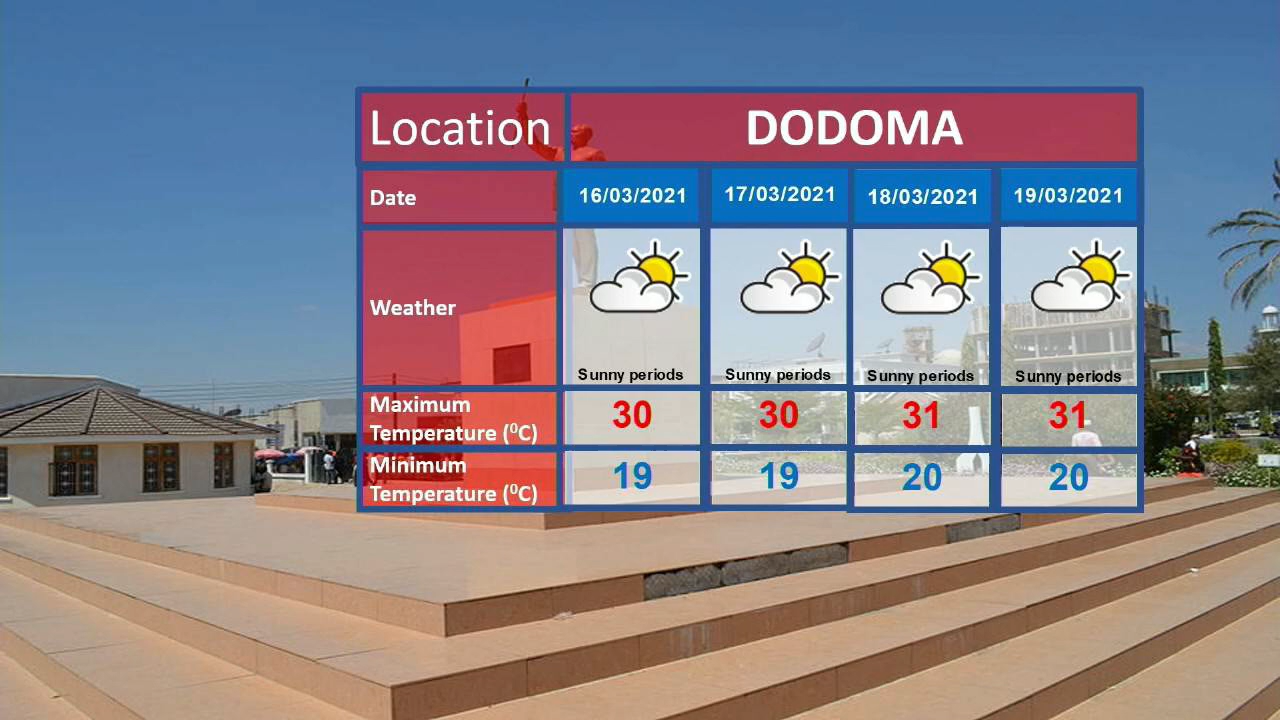 Location DODOMA
Date 16/03/2021 17/03/2021 18/03/2021 19/03/2021
Weather
Sunny periods Sunny periods Sunny periods Sunny periods
Maximum
Temperature (⁰C) 30 30 31 31
Minimum
Temperature (⁰C) 19 19 20 20